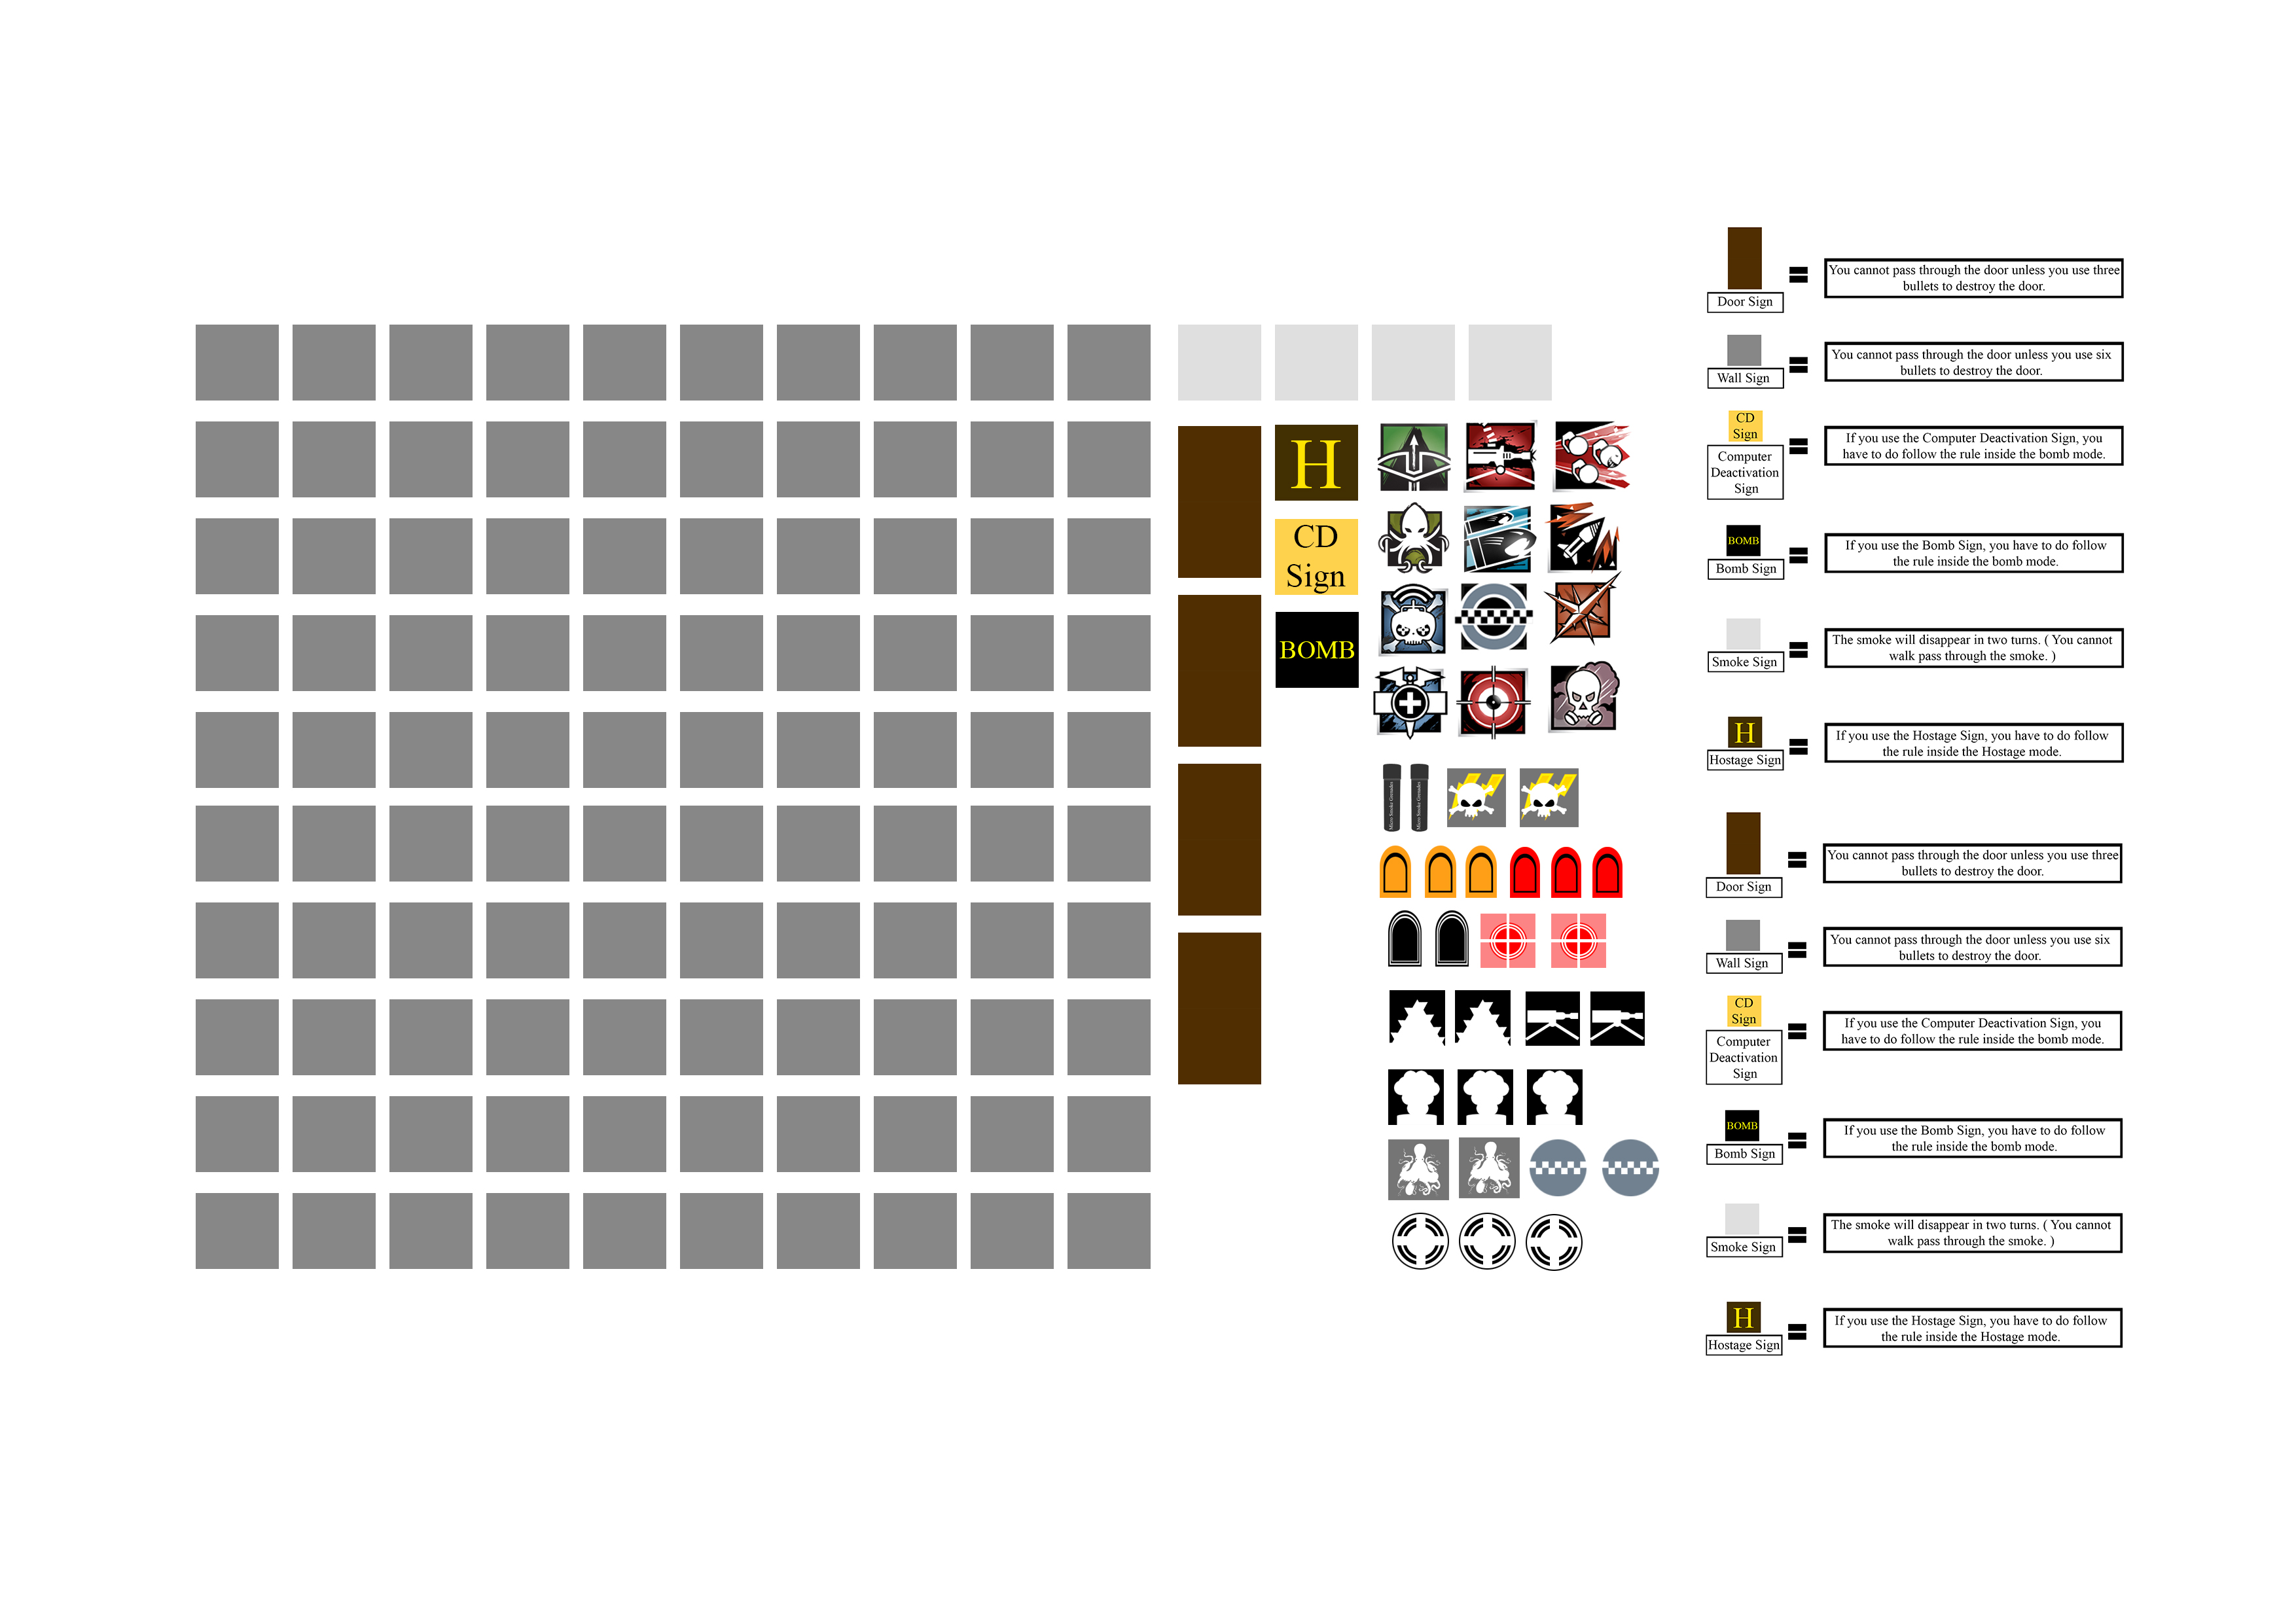 H
CD
Sign
BOMB
Micro Smoke Grenades
Micro Smoke Grenades
Door Sign
You cannot pass through the door unless you use three
bullets to destroy the door.
Wall Sign
You cannot pass through the door unless you use six
bullets to destroy the door.
CD
Sign
Computer
Deactivation
Sign
If you use the Computer Deactivation Sign, you
have to do follow the rule inside the bomb mode.
BOMB
Bomb Sign
If you use the Bomb Sign, you have to do follow
the rule inside the bomb mode.
Smoke Sign
The smoke will disappear in two turns. ( You cannot
walk pass through the smoke. )
H
Hostage Sign
If you use the Hostage Sign, you have to do follow
the rule inside the Hostage mode.
Door Sign
You cannot pass through the door unless you use three
bullets to destroy the door.
Wall Sign
You cannot pass through the door unless you use six
bullets to destroy the door.
CD
Sign
Computer
Deactivation
Sign
If you use the Computer Deactivation Sign, you
have to do follow the rule inside the bomb mode.
BOMB
Bomb Sign
If you use the Bomb Sign, you have to do follow
the rule inside the bomb mode.
Smoke Sign
The smoke will disappear in two turns. ( You cannot
walk pass through the smoke. )
H
Hostage Sign
If you use the Hostage Sign, you have to do follow
the rule inside the Hostage mode.